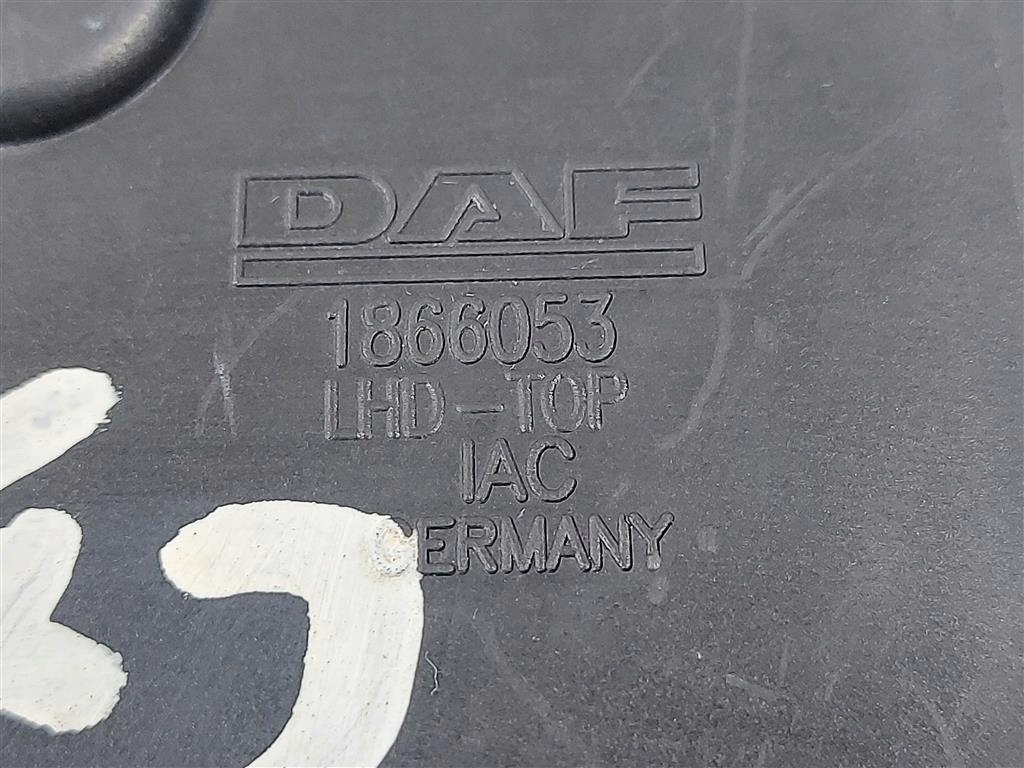 DAF
1866053
LHD-TOP
IAC
GERMANY